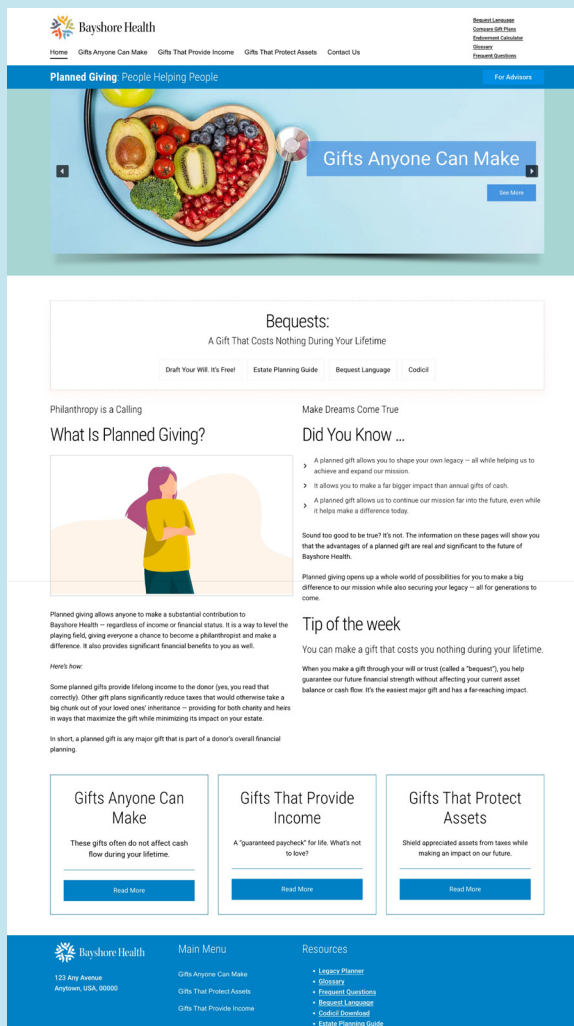 Bayshore Health
Bequest Language
Compare Gift Plans
Endowment Calculator
Glossary
Frequent Questions
Home Gifts Anyone Can Make Gifts That Provide Income Gifts That Protect Assets Contact Us
Planned Giving: People Helping People
For Advisors
Gifts Anyone Can Make
See More
Bequests:
A Gift That Costs Nothing During Your Lifetime
Draft Your Will. It's Free! Estate Planning Guide Bequest Language Codicil
Philanthropy is a Calling
What Is Planned Giving?
Planned giving allows anyone to make a substantial contribution to
Bayshore Health — regardless of income or financial status. It is a way to level the
playing field, giving everyone a chance to become a philanthropist and make a
difference. It also provides significant financial benefits to you as well.
Here's how:
Some planned gifts provide lifelong income to the donor (yes, you read that
correctly). Other gift plans significantly reduce taxes that would otherwise take a
big chunk out of your loved ones' inheritance — providing for both charity and heirs
in ways that maximize the gift while minimizing its impact on your estate.
In short, a planned gift is any major gift that is part of a donor's overall financial
planning.
Make Dreams Come True
Did You Know ...
A planned gift allows you to shape your own legacy — all while helping us to
achieve and expand our mission.
It allows you to make a far bigger impact than annual gifts of cash.
A planned gift allows us to continue our mission far into the future, even while
it helps make a difference today.
Sound too good to be true? It's not. The information on these pages will show you
that the advantages of a planned gift are real and significant to the future of
Bayshore Health.
Planned giving opens up a whole world of possibilities for you to make a big
difference to our mission while also securing your legacy — all for generations to
come.
Tip of the week
You can make a gift that costs you nothing during your lifetime.
When you make a gift through your will or trust (called a "bequest"), you help
guarantee our future financial strength without affecting your current asset
balance or cash flow. It's the easiest major gift and has a far-reaching impact.
Gifts Anyone Can
Make
These gifts often do not affect cash
flow during your lifetime.
Read More
Gifts That Provide
Income
A "guaranteed paycheck" for life. What's not
to love?
Read More
Gifts That Protect
Assets
Shield appreciated assets from taxes while
making an impact on our future.
Read More
Bayshore Health
123 Any Avenue
Anytown, USA, 00000
Main Menu
Gifts Anyone Can Make
Gifts That Protect Assets
Gifts That Provide Income
Resources
Legacy Planner
Glossary
Frequent Questions
Bequest Language
Codicil Download
Estate Planning Guide